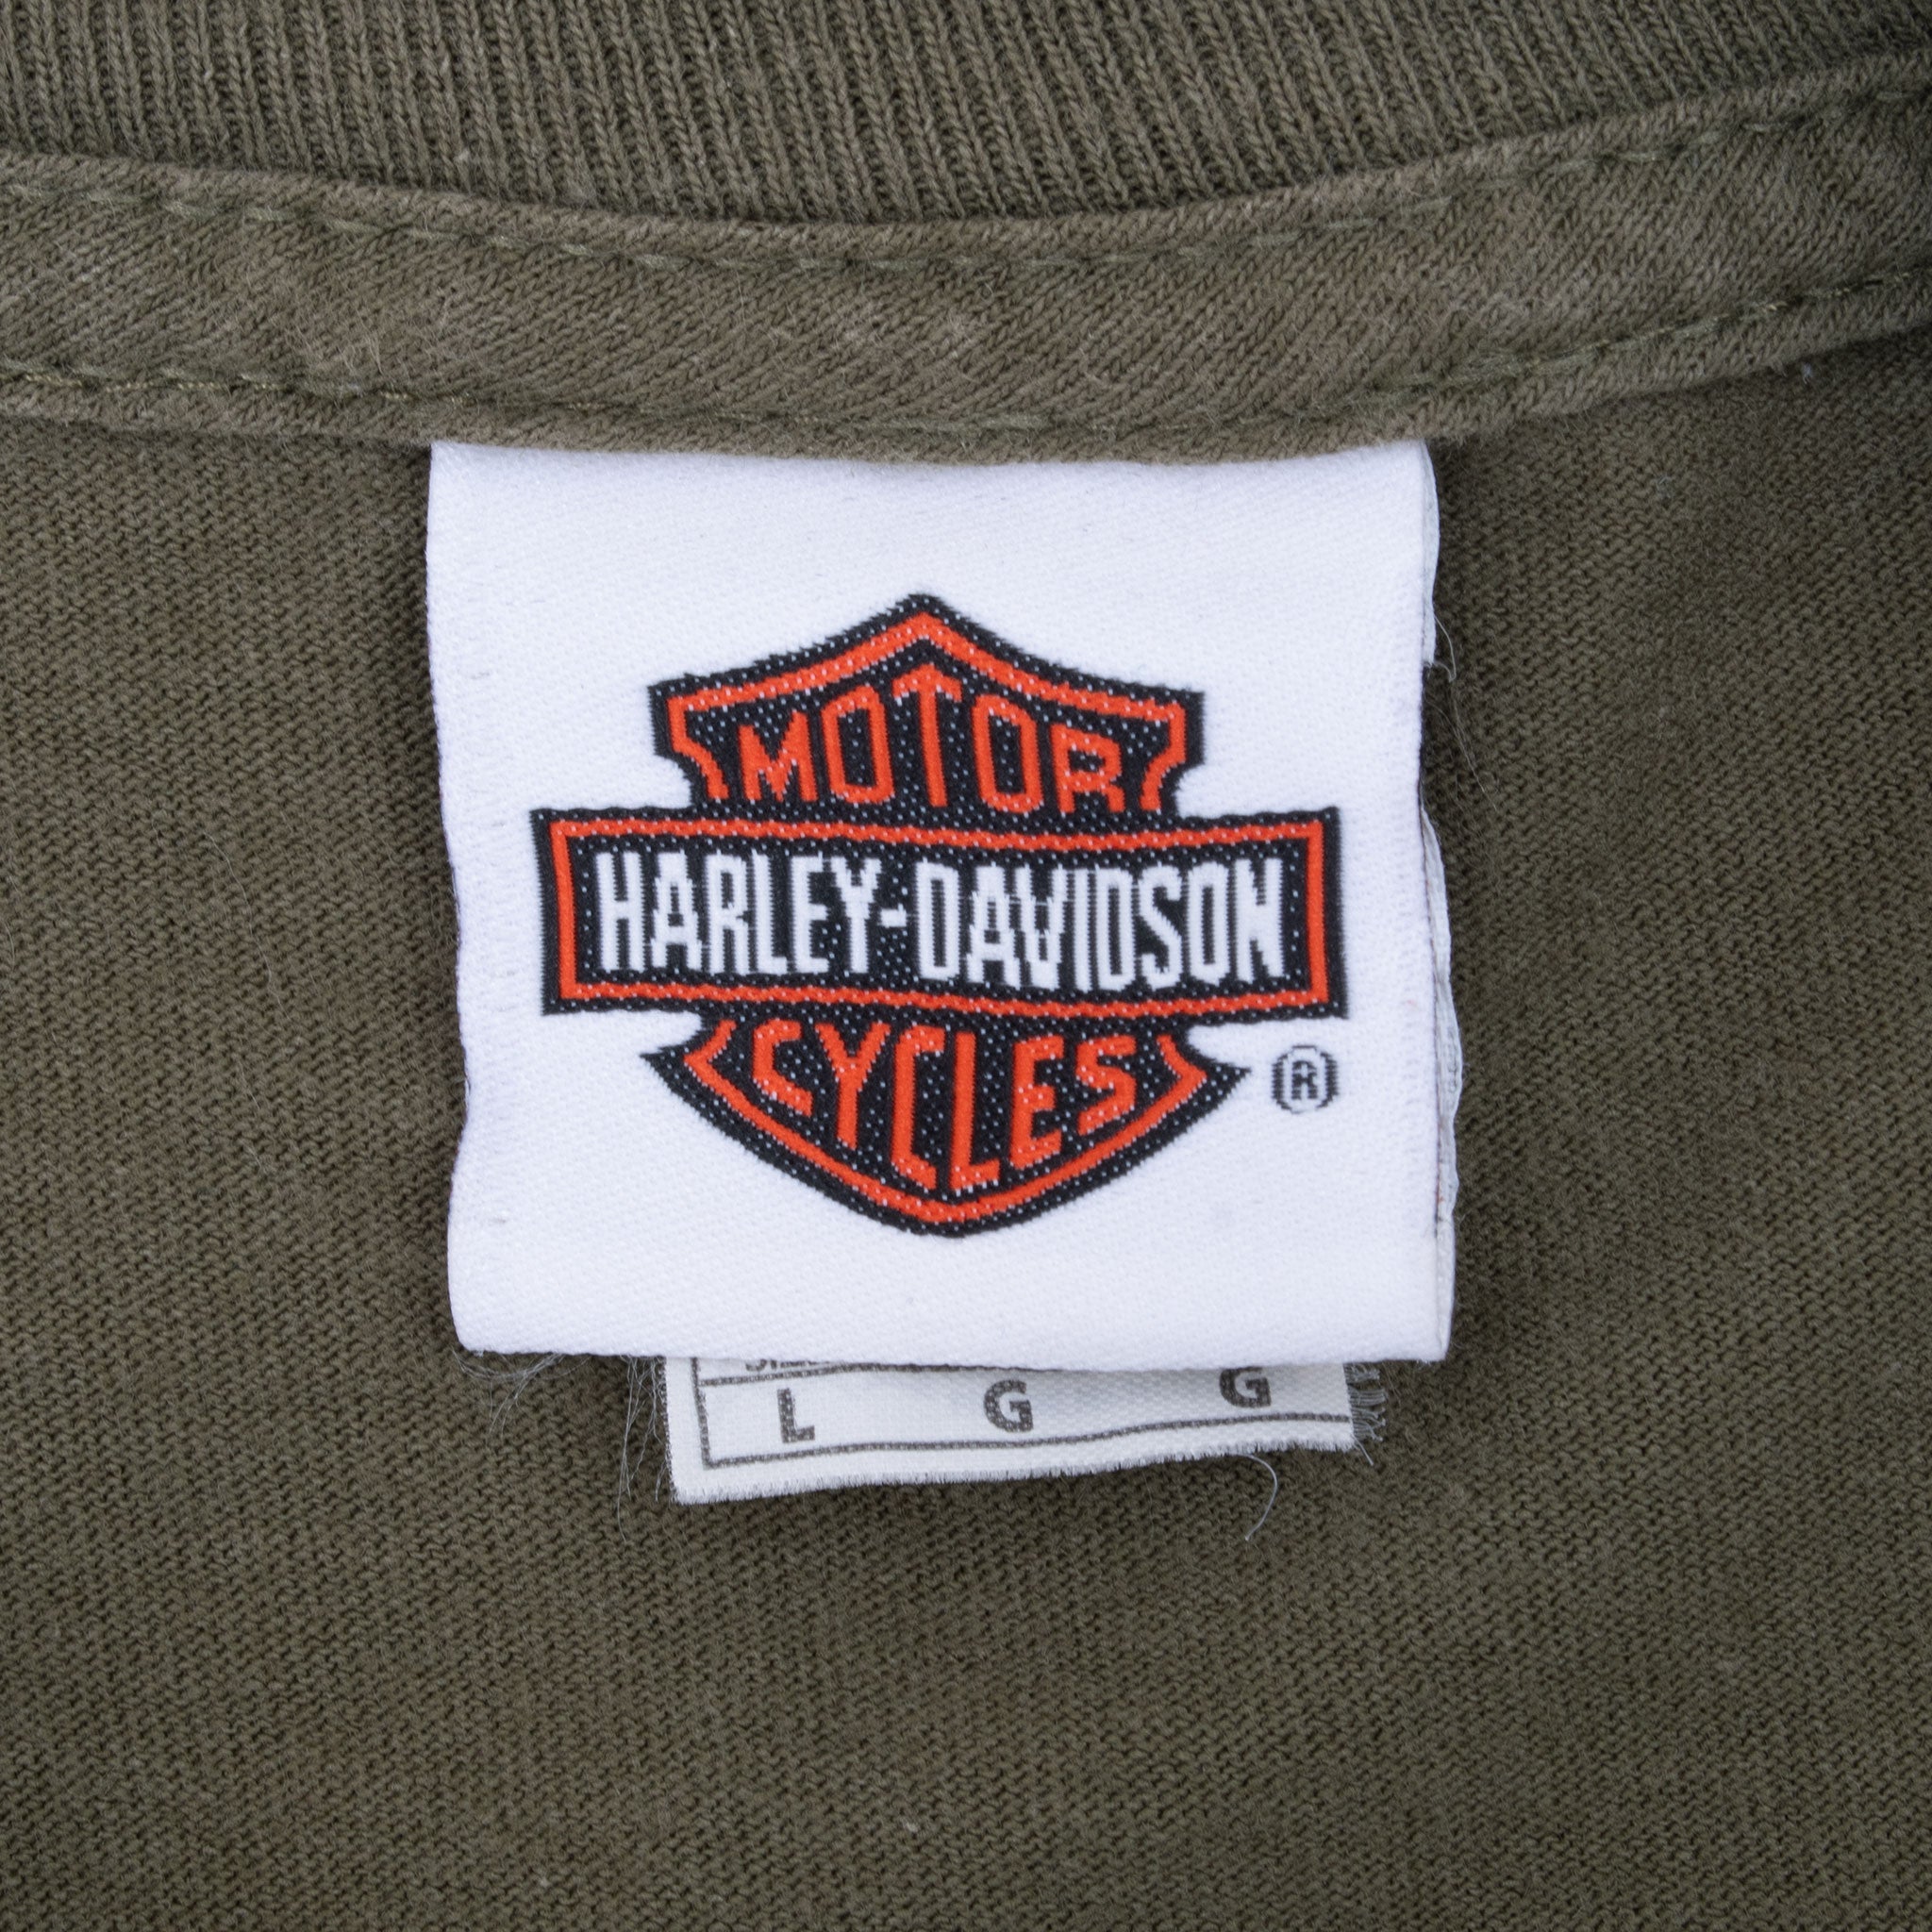 MOTOR
HARLEY-DAVIDSON
CYCLES
®
L G G